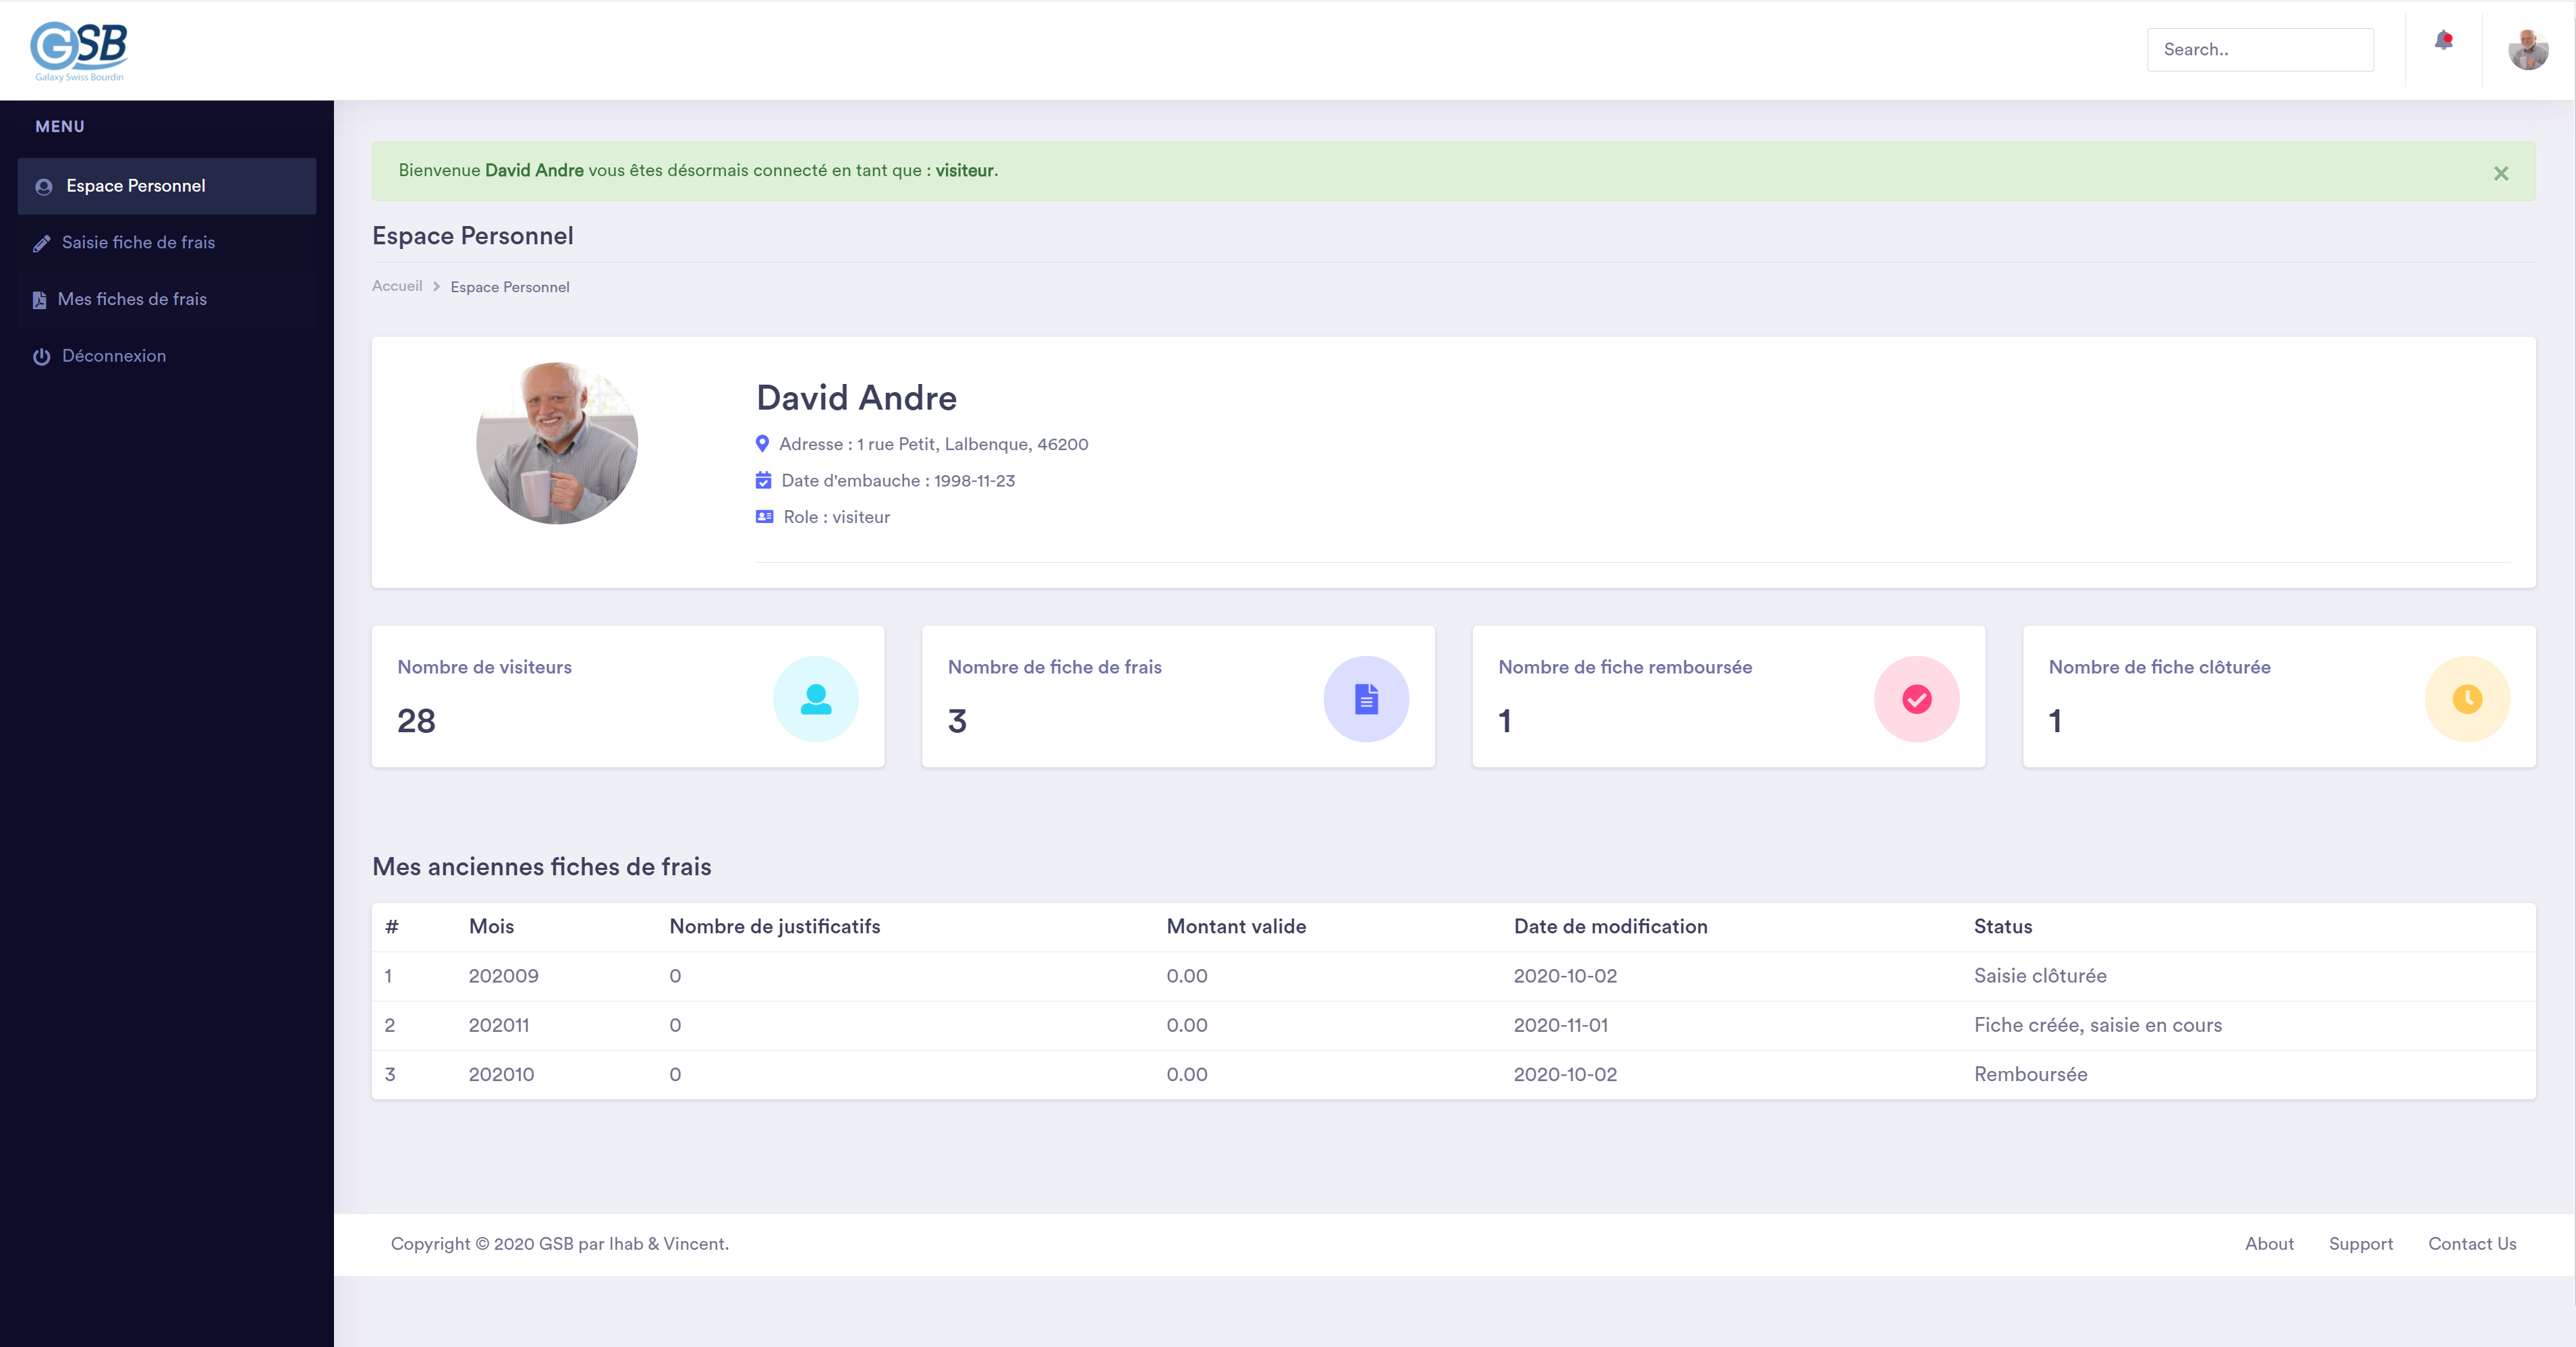 GSB
Galaxy Swiss Bourdin
Search..
MENU
Espace Personnel
Saisie fiche de frais
Mes fiches de frais
Déconnexion
Bienvenue David Andre vous êtes désormais connecté en tant que : visiteur.
Espace Personnel
Accueil Espace Personnel
David Andre
Adresse : 1 rue Petit, Lalbenque, 46200
Date d'embauche : 1998-11-23
Role : visiteur
Nombre de visiteurs
28
Nombre de fiche de frais
3
Nombre de fiche remboursée
1
Nombre de fiche clôturée
1
Mes anciennes fiches de frais
# Mois Nombre de justificatifs Montant valide Date de modification Status
1 202009 0 0.00 2020-10-02 Saisie clôturée
2 202011 0 0.00 2020-11-01 Fiche créée, saisie en cours
3 202010 0 0.00 2020-10-02 Remboursée
Copyright © 2020 GSB par Ihab & Vincent.
About Support Contact Us